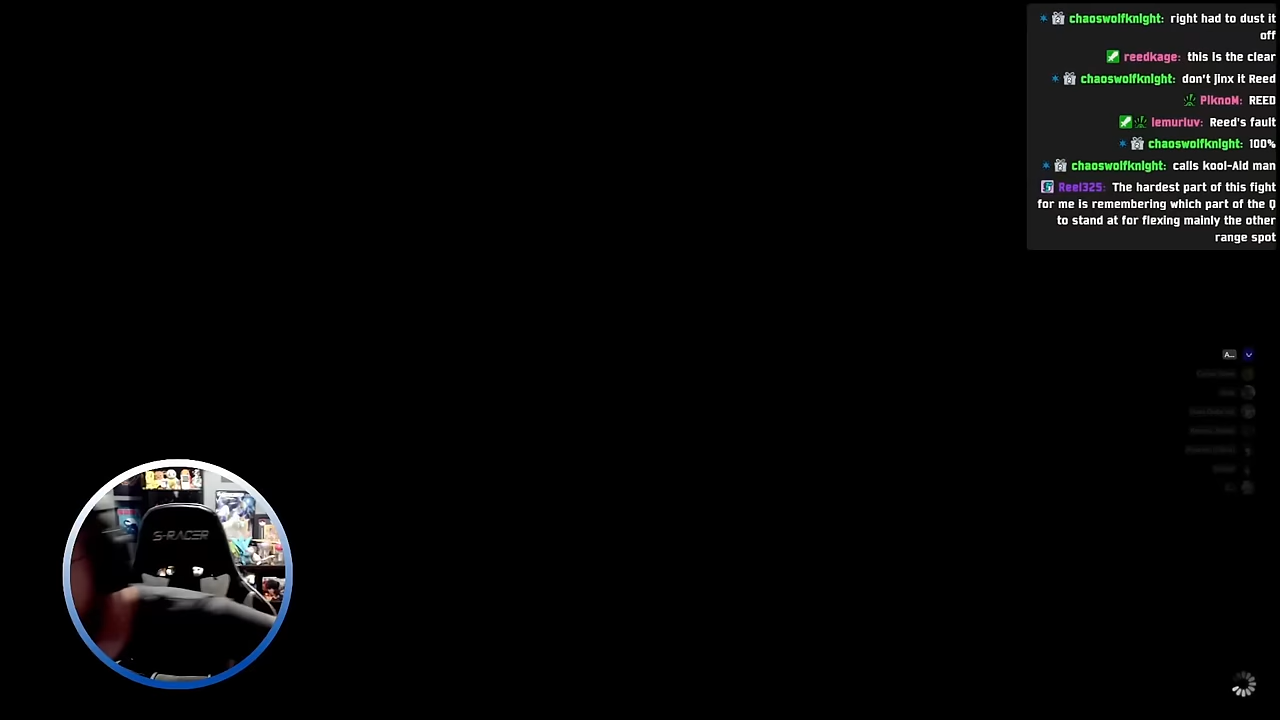 chaoswolfknight: right had to dust it
off
reedkage: this is the clear
chaoswolfknight: don't jinx it Reed
PiknoM: REED
lemurluv: Reed's fault
chaoswolfknight: 100%
chaoswolfknight: calls kool-Aid man
Reel325: The hardest part of this fight
for me is remembering which part of the Q
to stand at for flexing mainly the other
range spot
A...
S-RACER